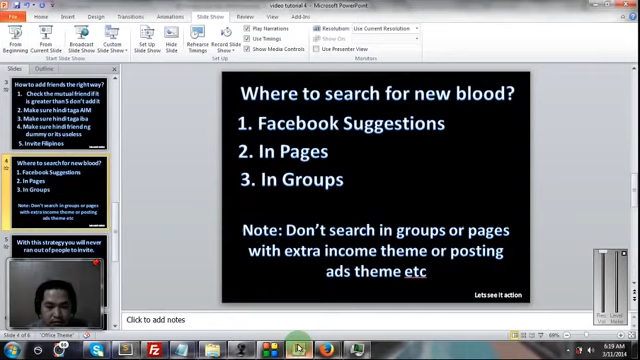 video tutorial 4 - Microsoft PowerPoint
File
Home
Insert
Design
Transitions
Animations
Slide Show
Review
View
Add-Ins
From Beginning
From Current Slide
Broadcast Slide Show
Custom Slide Show
Set Up Slide Show
Hide Slide
Rehearse Timings
Record Slide Show
Play Narrations
Use Timings
Show Media Controls
Resolution:
Use Current Resolution
Show On:
Use Presenter View
Start Slide Show
Set Up
Monitors
Slides
Outline
3
How to add friends the right way?
1. Check the mutual friend if it is greater than 5 don't add it
2. Make sure hindi taga AIM
3. Make sure hindi taga iba
4. Make sure hindi friend ng dummy or its useless
5. Invite Filipinos
4
Where to search for new blood?
1. Facebook Suggestions
2. In Pages
3. In Groups
Note: Don't search in groups or pages with extra income theme or posting ads theme etc
5
With this strategy you will never ran out of people to invite.
Where to search for new blood?
1. Facebook Suggestions
2. In Pages
3. In Groups
Note: Don't search in groups or pages
with extra income theme or posting
ads theme etc
Lets see it action
Click to add notes
Slide 4 of 6
"Office Theme"
69%
6:19 AM
3/11/2014